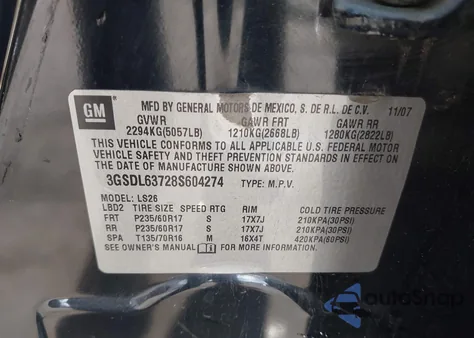 GM
MFD BY GENERAL MOTORS DE MEXICO, S. DE R.L. DE C.V. 11/07
GVWR GAWR FRT GAWR RR
2294KG(5057LB) 1210KG(2668LB) 1280KG(2822LB)
THIS VEHICLE CONFORMS TO ALL APPLICABLE U.S. FEDERAL MOTOR
VEHICLE SAFETY, BUMPER, AND THEFT PREVENTION STANDARDS IN EFFECT ON
THE DATE OF MANUFACTURE SHOWN ABOVE.
3GSDL63728S604274 TYPE: M.P.V.
MODEL: LS26
LBD2 TIRE SIZE SPEED RTG RIM COLD TIRE PRESSURE
FRT P235/60R17 S 17X7J 210KPA(30PSI)
RR P235/60R17 S 17X7J 210KPA(30PSI)
SPA T135/70R16 M 16X4T 420KPA(60PSI)
SEE OWNER'S MANUAL FOR MORE INFORMATION.
autoSnap